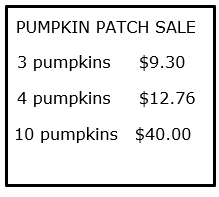 PUMPKIN PATCH SALE
3 pumpkins $9.30
4 pumpkins $12.76
10 pumpkins $40.00